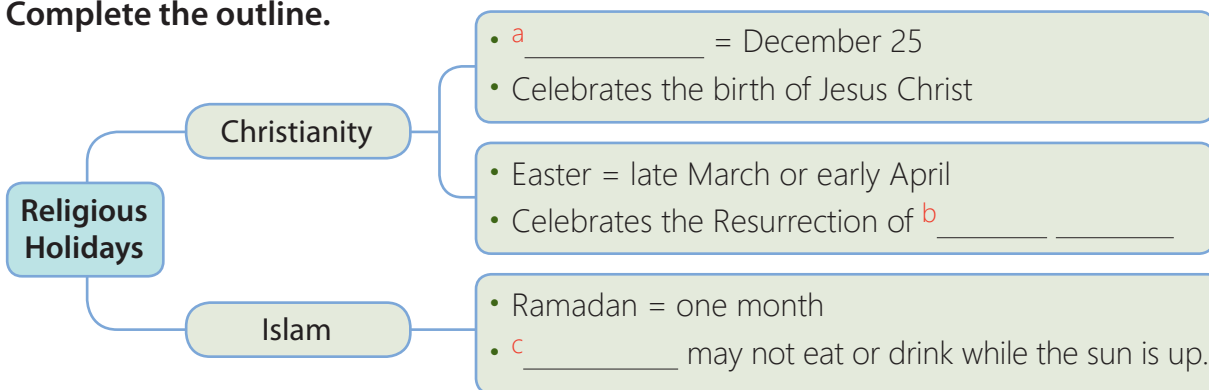 Complete the outline.
• a____________ = December 25
• Celebrates the birth of Jesus Christ
Christianity
• Easter = late March or early April
• Celebrates the Resurrection of b_______ ________
Religious
Holidays
• Ramadan = one month
• c__________ may not eat or drink while the sun is up.
Islam